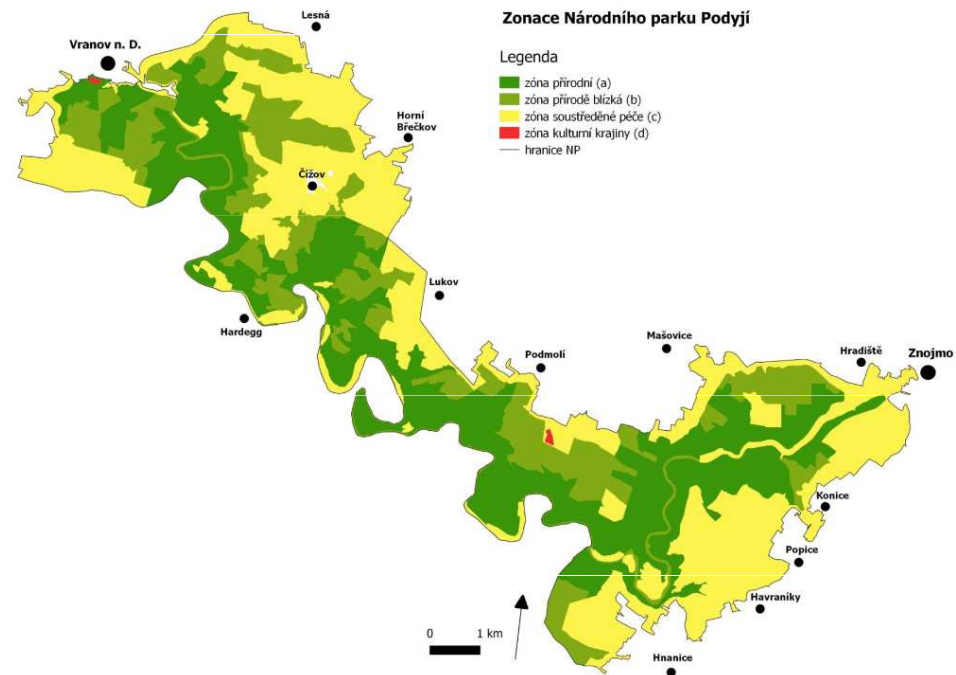 Zonace Národního parku Podyjí
Legenda
zóna přírodní (a)
zóna přírodě blízká (b)
zóna soustředěné péče (c)
zóna kulturní krajiny (d)
hranice NP
Lesná
Vranov n. D.
Horní
Břečkov
Čížov
Lukov
Hardegg
Podmolí
Mašovice
Hradiště
Znojmo
Konice
Popice
Havraníky
Hnanice
0 1 km